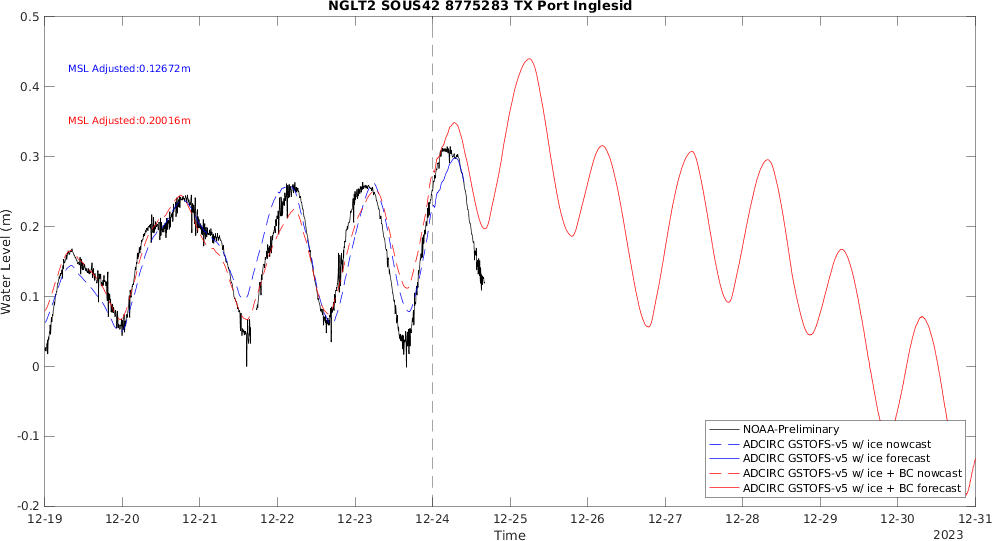 NGLT2 SOUS42 8775283 TX Port Inglesid
MSL Adjusted:0.12672m
MSL Adjusted:0.20016m
Water Level (m)
0.5
0.4
0.3
0.2
0.1
0
-0.1
-0.2
NOAA-Preliminary
ADCIRC GSTOFS-v5 w/ ice nowcast
ADCIRC GSTOFS-v5 w/ ice forecast
ADCIRC GSTOFS-v5 w/ ice + BC nowcast
ADCIRC GSTOFS-v5 w/ ice + BC forecast
12-19 12-20 12-21 12-22 12-23 12-24 12-25 12-26 12-27 12-28 12-29 12-30 12-31
Time
2023